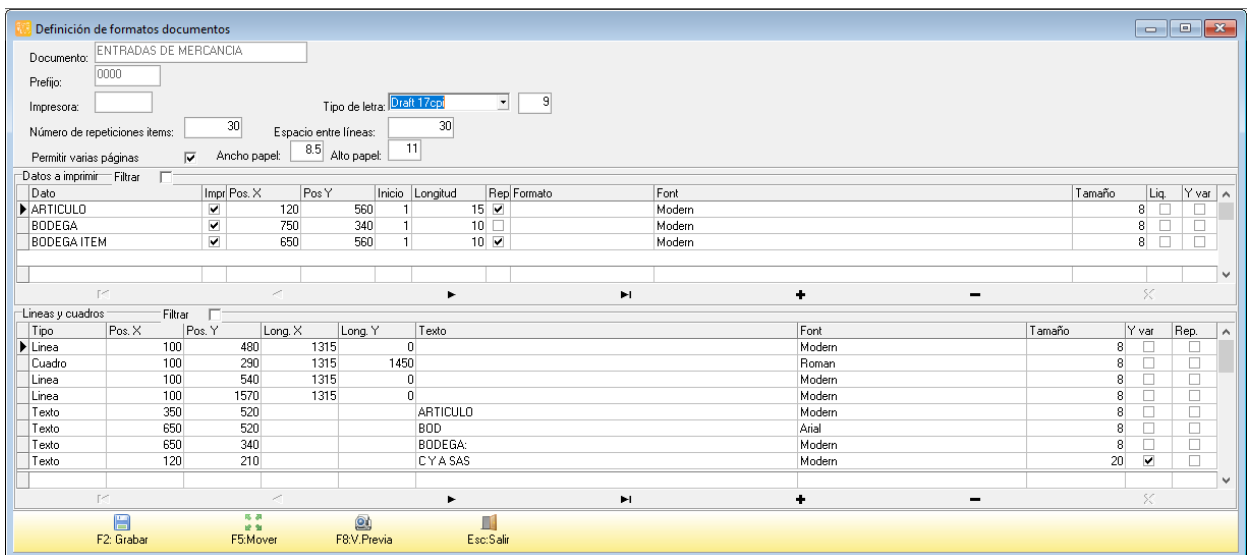 Definición de formatos documentos
Documento: ENTRADAS DE MERCANCIA
Prefijo: 0000
Impresora: Tipo de letra: Draft 17cpi 9
Número de repeticiones items: 30 Espacio entre líneas: 30
Permitir varias páginas Ancho papel: 8.5 Alto papel: 11
Datos a imprimir Filtrar
Dato Impr Pos. X Pos Y Inicio Longitud Rep Formato Font Tamaño Liq. Y var
ARTICULO 120 560 1 15 Modern 8
BODEGA 750 340 1 10 Modern 8
BODEGA ITEM 650 560 1 10 Modern 8
Lineas y cuadros Filtrar
Tipo Pos. X Pos. Y Long. X Long. Y Texto Font Tamaño Y var Rep.
Linea 100 480 1315 0 Modern 8
Cuadro 100 290 1315 1450 Roman 8
Linea 100 540 1315 0 Modern 8
Linea 100 1570 1315 0 Modern 8
Texto 350 520 ARTICULO Modern 8
Texto 650 520 BOD Arial 8
Texto 650 340 BODEGA: Modern 8
Texto 120 210 C Y A SAS Modern 20
F2: Grabar F5:Mover F8:V.Previa Esc:Salir